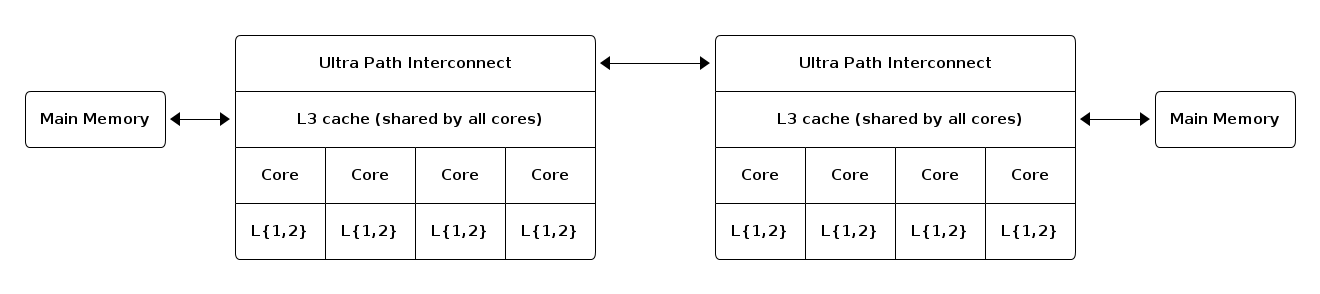 Ultra Path Interconnect
Ultra Path Interconnect
Main Memory
L3 cache (shared by all cores)
L3 cache (shared by all cores)
Main Memory
Core
Core
Core
Core
Core
Core
Core
Core
L{1,2}
L{1,2}
L{1,2}
L{1,2}
L{1,2}
L{1,2}
L{1,2}
L{1,2}